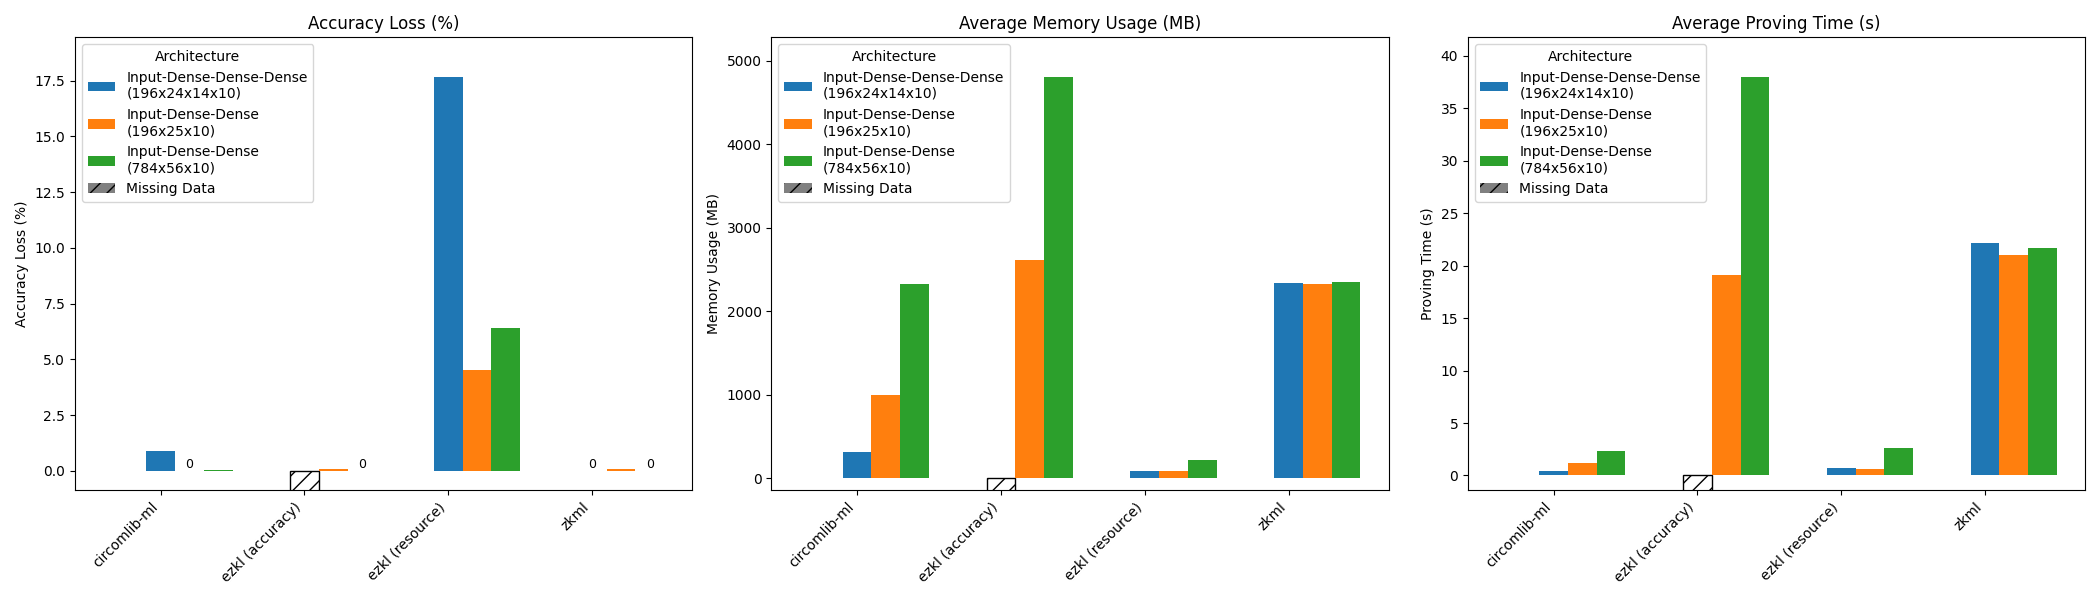 Accuracy Loss (%)
Accuracy Loss (%)
17.5
15.0
12.5
10.0
7.5
5.0
2.5
0.0
Architecture
Input-Dense-Dense-Dense
(196x24x14x10)
Input-Dense-Dense
(196x25x10)
Input-Dense-Dense
(784x56x10)
Missing Data
0
0
0
0
circomlib-ml
ezkl (accuracy)
ezkl (resource)
zkml
Average Memory Usage (MB)
Memory Usage (MB)
5000
4000
3000
2000
1000
0
Architecture
Input-Dense-Dense-Dense
(196x24x14x10)
Input-Dense-Dense
(196x25x10)
Input-Dense-Dense
(784x56x10)
Missing Data
circomlib-ml
ezkl (accuracy)
ezkl (resource)
zkml
Average Proving Time (s)
Proving Time (s)
40
35
30
25
20
15
10
5
0
Architecture
Input-Dense-Dense-Dense
(196x24x14x10)
Input-Dense-Dense
(196x25x10)
Input-Dense-Dense
(784x56x10)
Missing Data
circomlib-ml
ezkl (accuracy)
ezkl (resource)
zkml